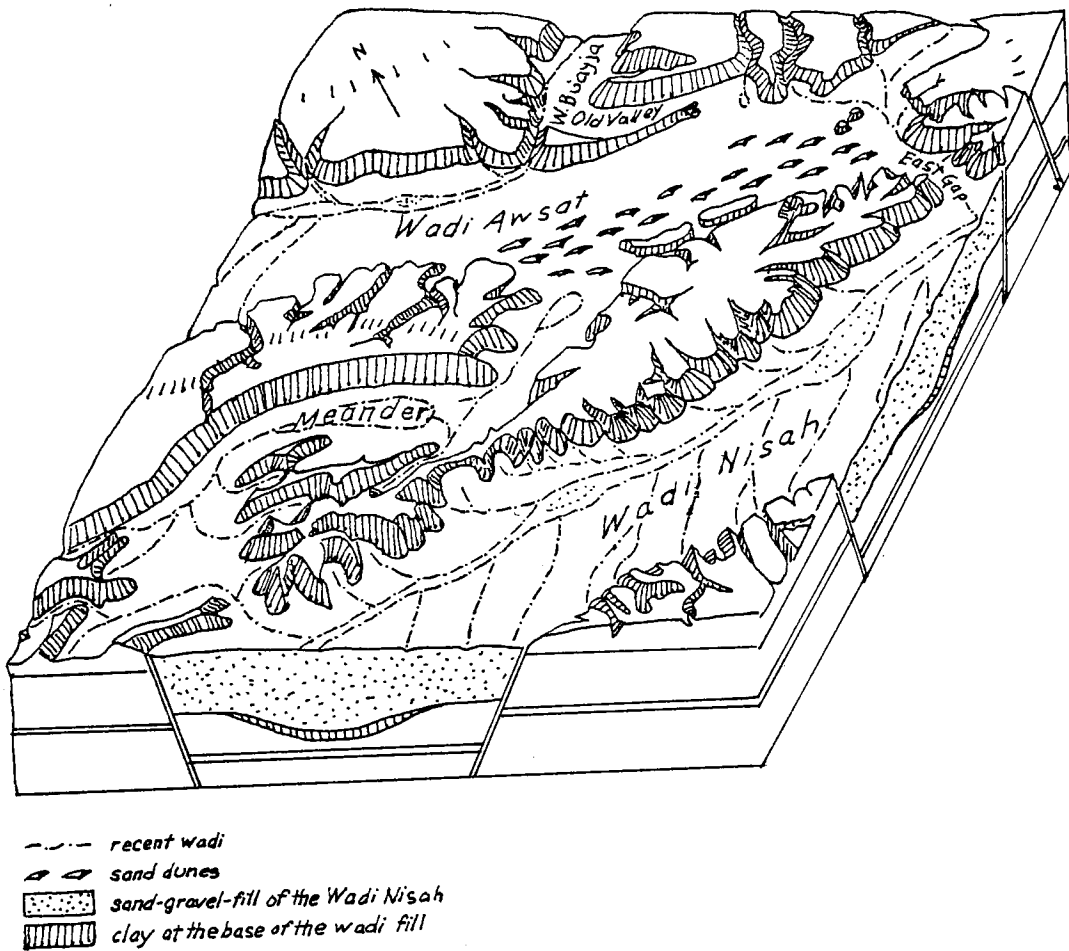 N
W. Buayja
Old Valley
East Gap
Wadi Awsat
Meander
Wadi Nisah
recent wadi
sand dunes
sand-gravel-fill of the Wadi Nisah
clay at the base of the wadi fill